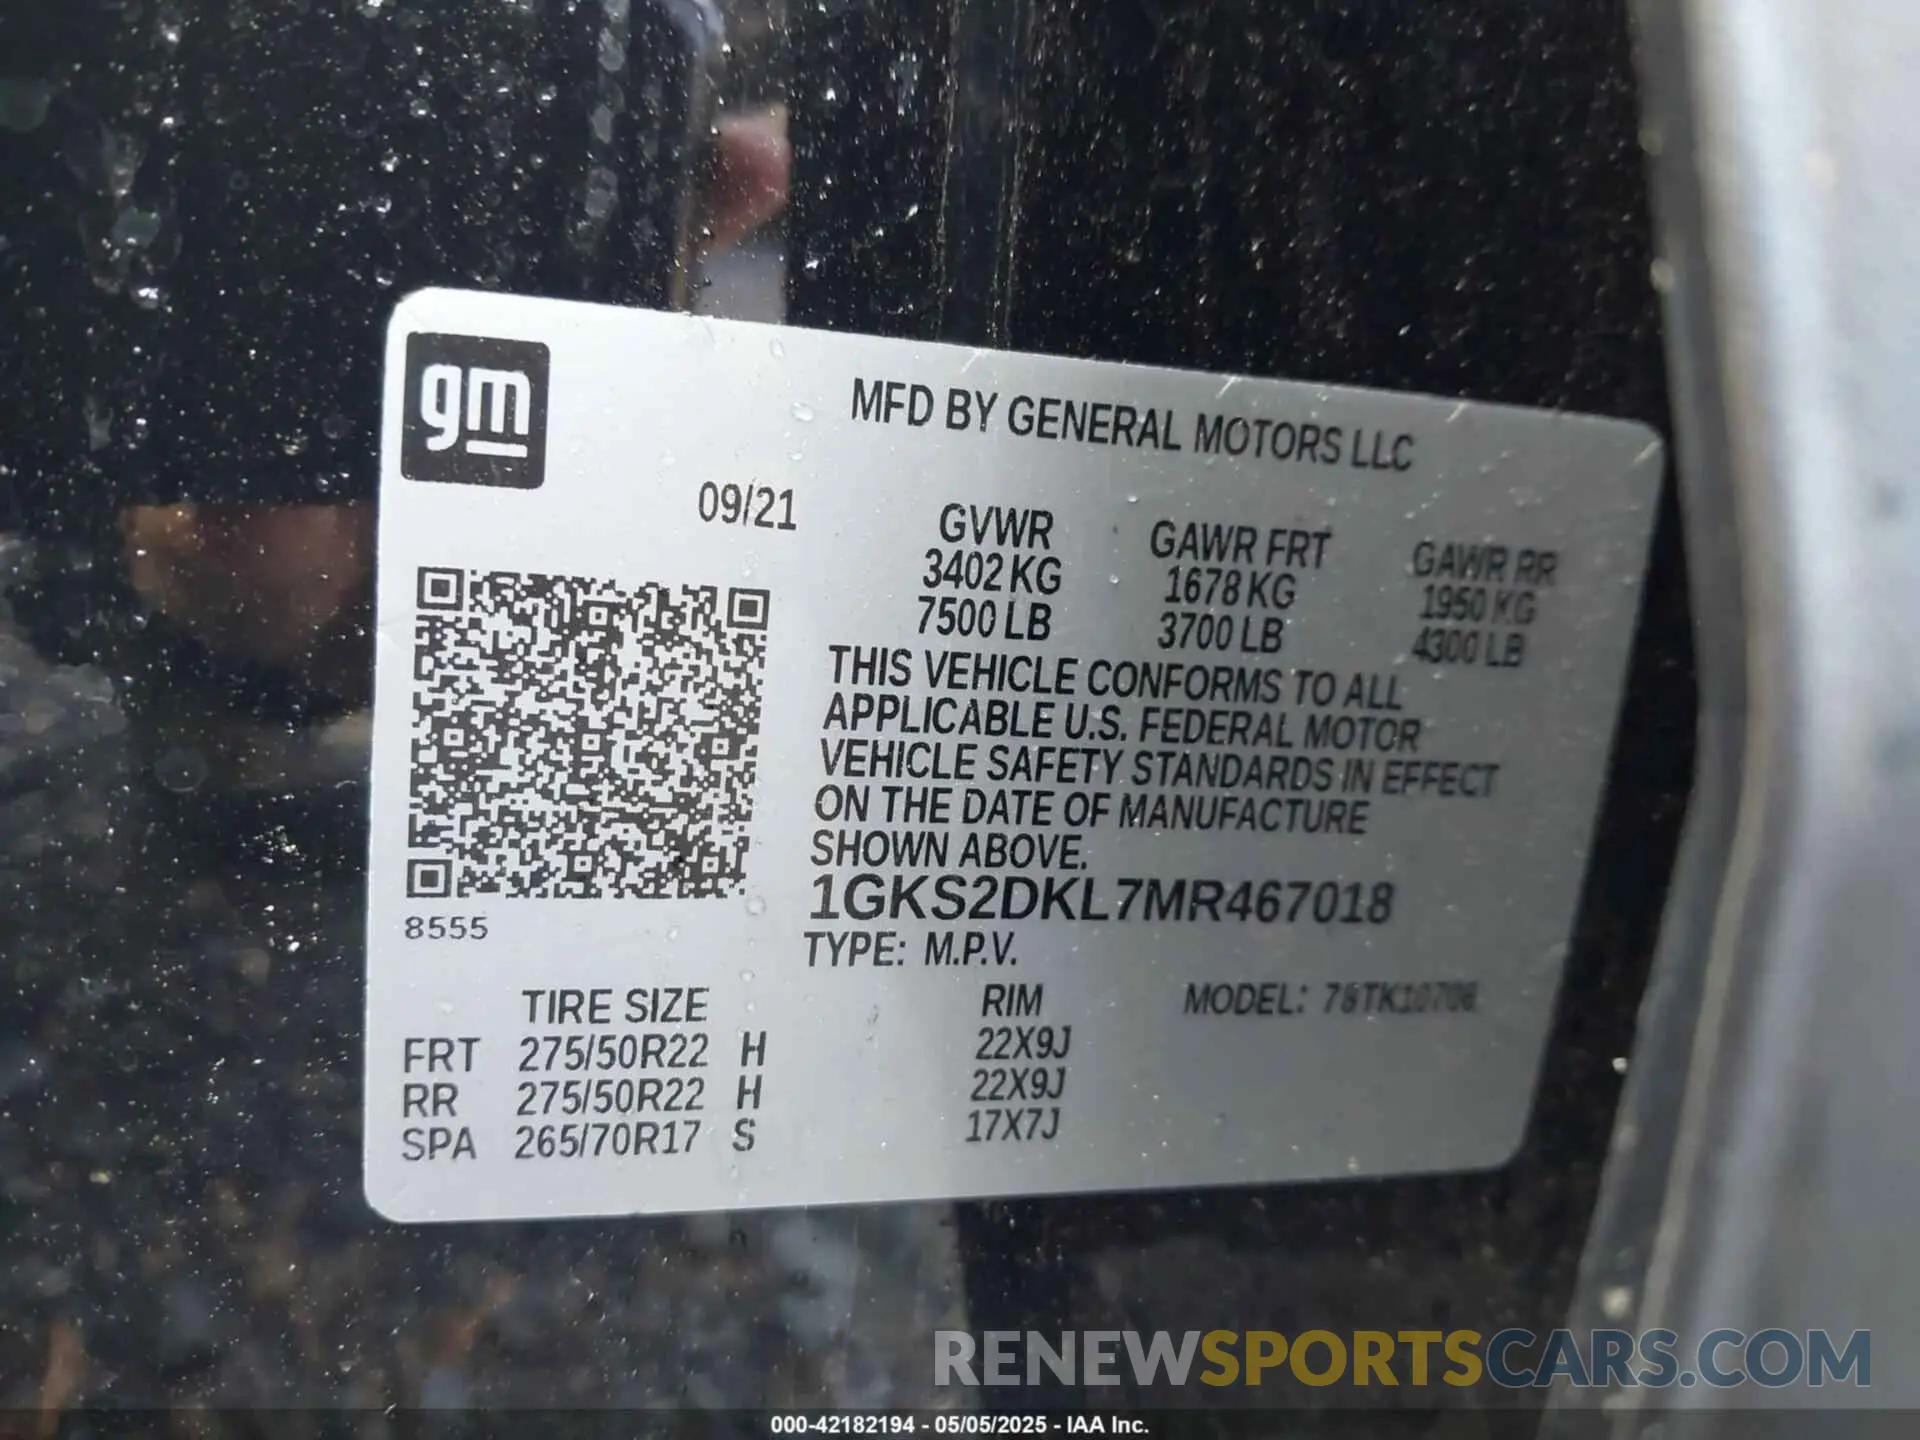 gm
MFD BY GENERAL MOTORS LLC
09/21
GVWR GAWR FRT GAWR RR
3402 KG 1678 KG 1950 KG
7500 LB 3700 LB 4300 LB
THIS VEHICLE CONFORMS TO ALL
APPLICABLE U.S. FEDERAL MOTOR
VEHICLE SAFETY STANDARDS IN EFFECT
ON THE DATE OF MANUFACTURE
SHOWN ABOVE.
1GKS2DKL7MR467018
8555
TYPE: M.P.V.
TIRE SIZE RIM MODEL:
FRT 275/50R22 H 22X9J
RR 275/50R22 H 22X9J
SPA 265/70R17 S 17X7J
RENEWSPORTSCARS.COM
000-42182194 - 05/05/2025 - IAA Inc.